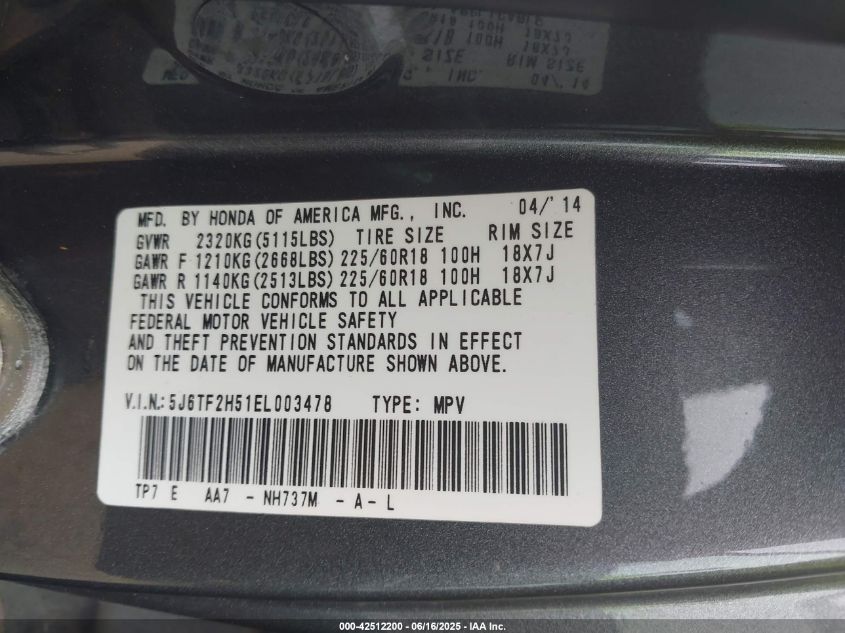 MFD. BY HONDA OF AMERICA MFG., INC. 04/'14
GVWR 2320KG(5115LBS) TIRE SIZE RIM SIZE
GAWR F 1210KG(2668LBS) 225/60R18 100H 18X7J
GAWR R 1140KG(2513LBS) 225/60R18 100H 18X7J
THIS VEHICLE CONFORMS TO ALL APPLICABLE
FEDERAL MOTOR VEHICLE SAFETY
AND THEFT PREVENTION STANDARDS IN EFFECT
ON THE DATE OF MANUFACTURE SHOWN ABOVE.
V.I.N.: 5J6TF2H51EL003478 TYPE: MPV
TP7 E AA7 - NH737M - A - L
000-42512200 - 06/16/2025 - IAA Inc.